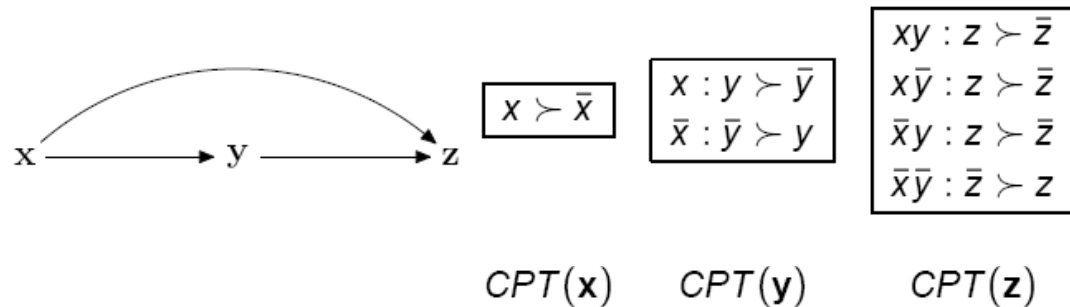 x y z
x ≻ x̄
x : y ≻ ȳ
x̄ : ȳ ≻ y
xy : z ≻ z̄
xȳ : z ≻ z̄
x̄y : z ≻ z̄
x̄ȳ : z̄ ≻ z
CPT(x) CPT(y) CPT(z)